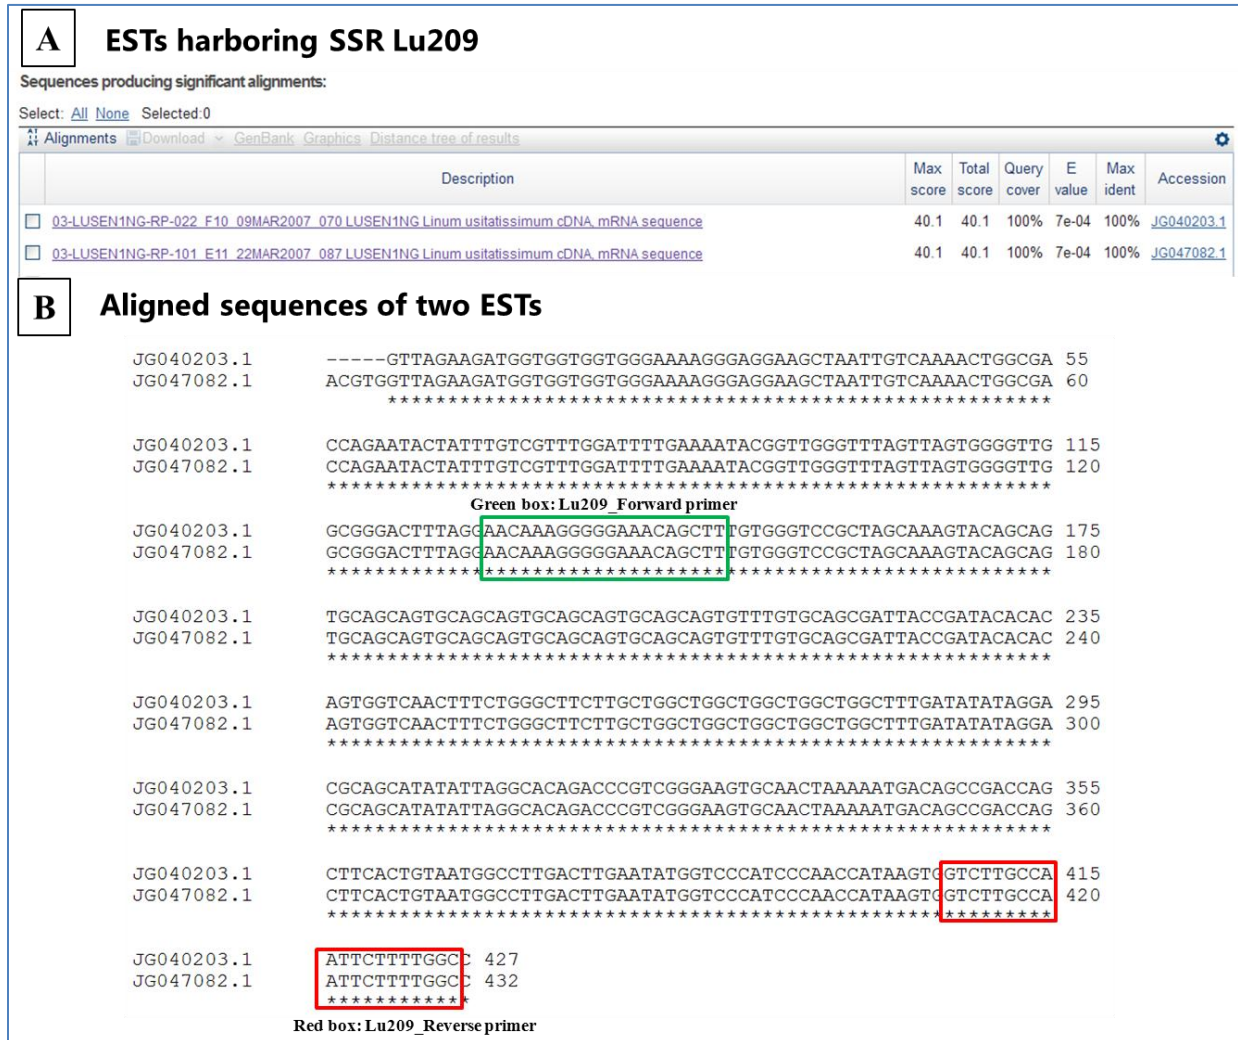 A ESTs harboring SSR Lu209
Sequences producing significant alignments:
Select: All None Selected:0
Alignments Download GenBank Graphics Distance tree of results
Description Max score Total score Query cover E value Max ident Accession
03-LUSEN1NG-RP-022_F10_09MAR2007_070 LUSEN1NG Linum usitatissimum cDNA, mRNA sequence 40.1 40.1 100% 7e-04 100% JG040203.1
03-LUSEN1NG-RP-101_E11_22MAR2007_087 LUSEN1NG Linum usitatissimum cDNA, mRNA sequence 40.1 40.1 100% 7e-04 100% JG047082.1
B Aligned sequences of two ESTs
JG040203.1 -----GTTAGAAGATGGTGGTGGTGGGAAAAGGGAGGAAGCTAATTGTCAAAACTGGCGA 55
JG047082.1 ACGTGGTTAGAAGATGGTGGTGGTGGGAAAAGGGAGGAAGCTAATTGTCAAAACTGGCGA 60
*******************************************************
JG040203.1 CCAGAATACTATTTGTCGTTTGGATTTTGAAAATACGGTTGGGTTTAGTTAGTGGGGTTG 115
JG047082.1 CCAGAATACTATTTGTCGTTTGGATTTTGAAAATACGGTTGGGTTTAGTTAGTGGGGTTG 120
************************************************************
Green box: Lu209_Forward primer
JG040203.1 GCGGGACTTTAGGAACAAAGGGGGAAACAGCTTTGTGGGTCCGCTAGCAAAGTACAGCAG 175
JG047082.1 GCGGGACTTTAGGAACAAAGGGGGAAACAGCTTTGTGGGTCCGCTAGCAAAGTACAGCAG 180
************************************************************
JG040203.1 TGCAGCAGTGCAGCAGTGCAGCAGTGCAGCAGTGTTTGTGCAGCGATTACCGATACACAC 235
JG047082.1 TGCAGCAGTGCAGCAGTGCAGCAGTGCAGCAGTGTTTGTGCAGCGATTACCGATACACAC 240
************************************************************
JG040203.1 AGTGGTCAACTTTCTGGGCTTCTTGCTGGCTGGCTGGCTGGCTGGCTTTGATATATAGGA 295
JG047082.1 AGTGGTCAACTTTCTGGGCTTCTTGCTGGCTGGCTGGCTGGCTGGCTTTGATATATAGGA 300
************************************************************
JG040203.1 CGCAGCATATATTAGGCACAGACCCGTCGGGAAGTGCAACTAAAAATGACAGCCGACCAG 355
JG047082.1 CGCAGCATATATTAGGCACAGACCCGTCGGGAAGTGCAACTAAAAATGACAGCCGACCAG 360
************************************************************
JG040203.1 CTTCACTGTAATGGCCTTGACTTGAATATGGTCCCATCCCAACCATAAGTGGTCTTGCCA 415
JG047082.1 CTTCACTGTAATGGCCTTGACTTGAATATGGTCCCATCCCAACCATAAGTGGTCTTGCCA 420
************************************************************
JG040203.1 ATTCTTTTGGCC 427
JG047082.1 ATTCTTTTGGCC 432
************
Red box: Lu209_Reverse primer